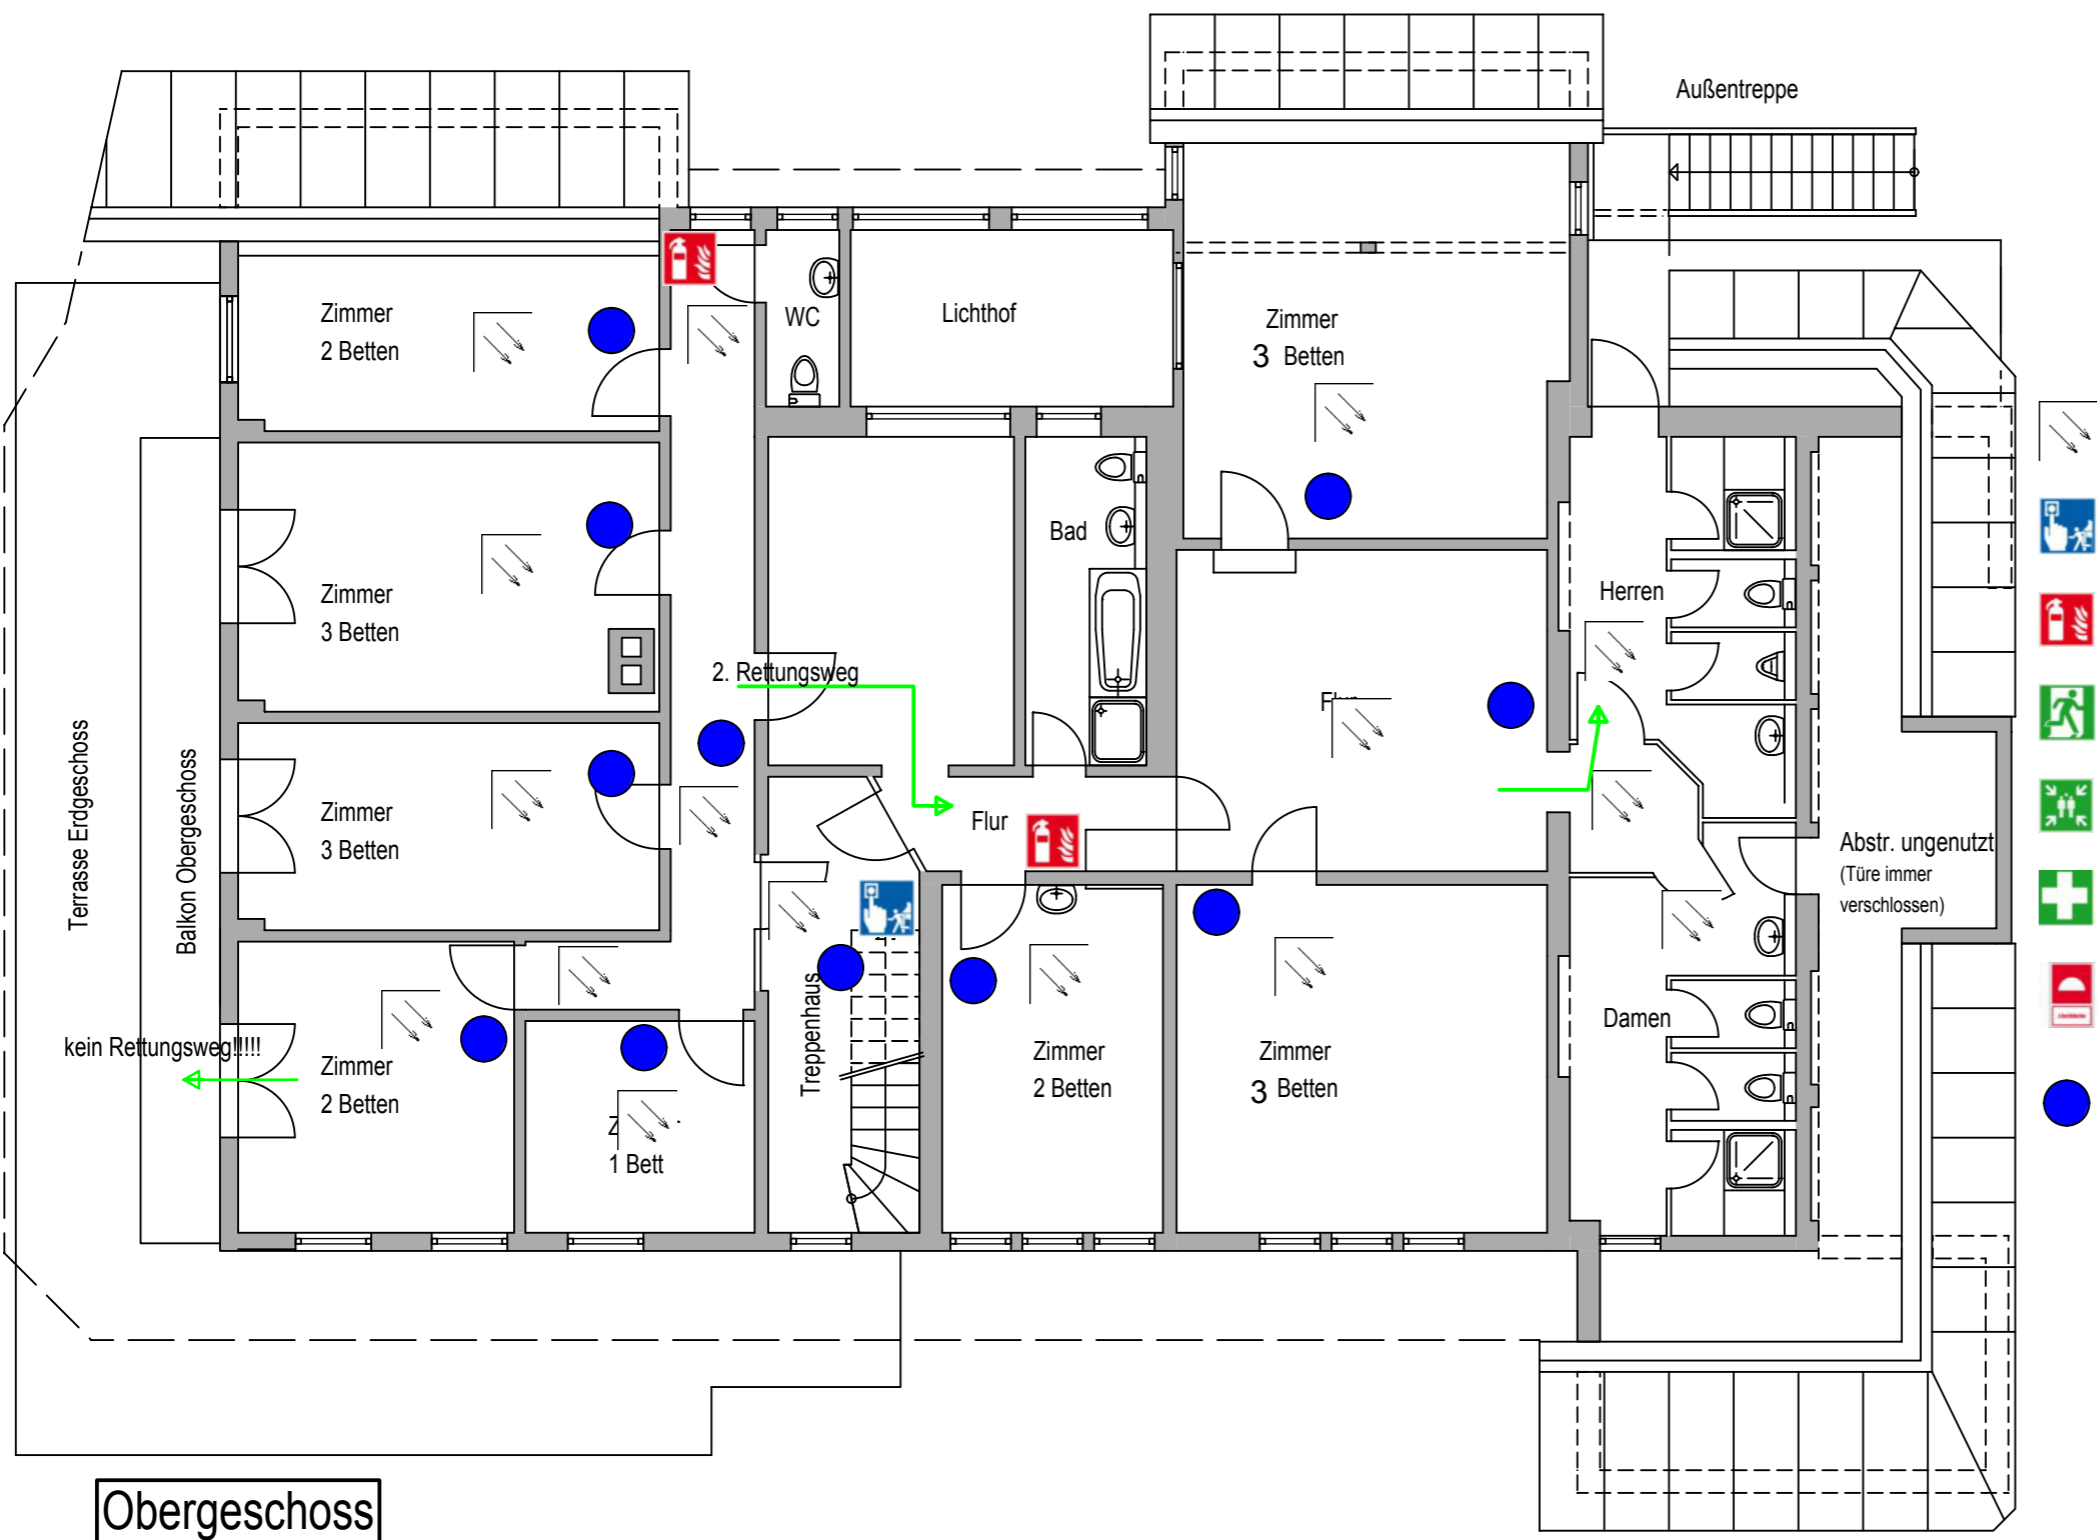 Außentreppe
Zimmer
2 Betten
WC
Lichthof
Zimmer
3 Betten
Bad
Zimmer
3 Betten
Herren
2. Rettungsweg
Terrasse Erdgeschoss
Balkon Obergeschoss
Zimmer
3 Betten
Flur
Abstr. ungenutzt
(Türe immer
verschlossen)
Treppenhaus
kein Rettungsweg!!!!!
Zimmer
2 Betten
1 Bett
Zimmer
2 Betten
Zimmer
3 Betten
Damen
Obergeschoss